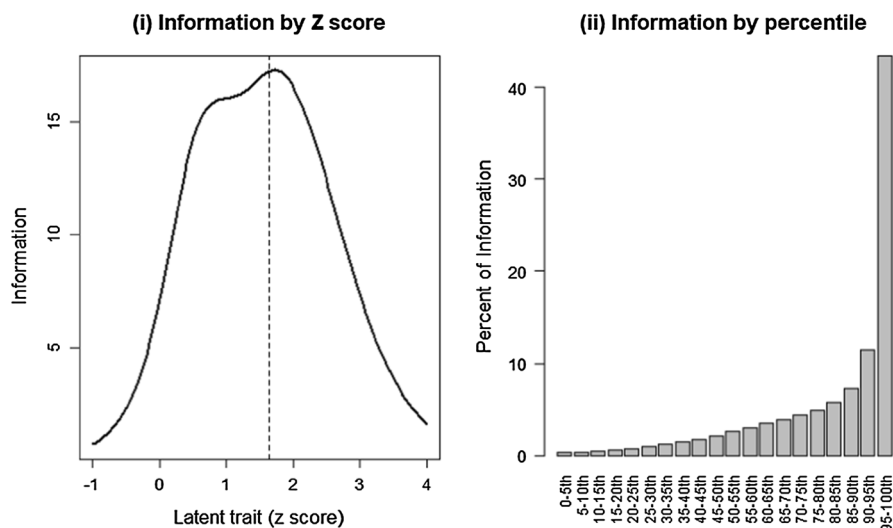 (i) Information by Z score
Information
15
10
5
-1 0 1 2 3 4
Latent trait (z score)
(ii) Information by percentile
Percent of Information
40
30
20
10
0
0-5th
5-10th
10-15th
15-20th
20-25th
25-30th
30-35th
35-40th
40-45th
45-50th
50-55th
55-60th
60-65th
65-70th
70-75th
75-80th
80-85th
85-90th
90-95th
95-100th